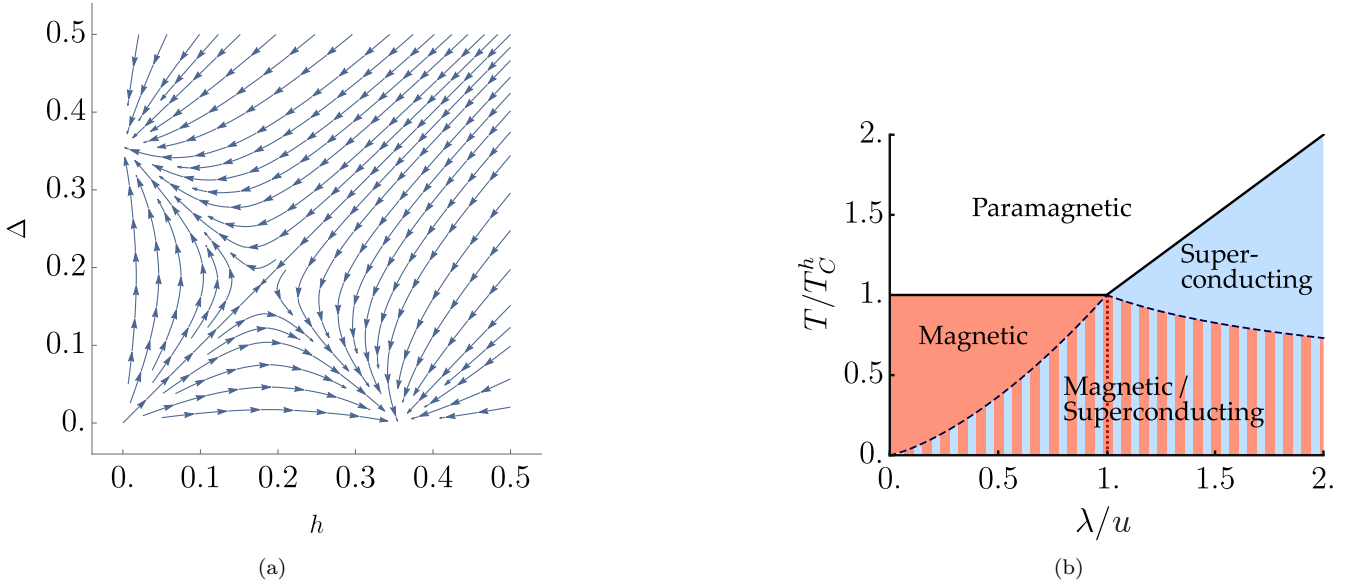 0.5
0.4
0.3
0.2
0.1
0.
Δ
0.
0.1
0.2
0.3
0.4
0.5
h
(a)
2.
1.5
1.
0.5
0.
T/T_C^h
Paramagnetic
Super-
conducting
Magnetic
Magnetic /
Superconducting
0.
0.5
1.
1.5
2.
λ/u
(b)